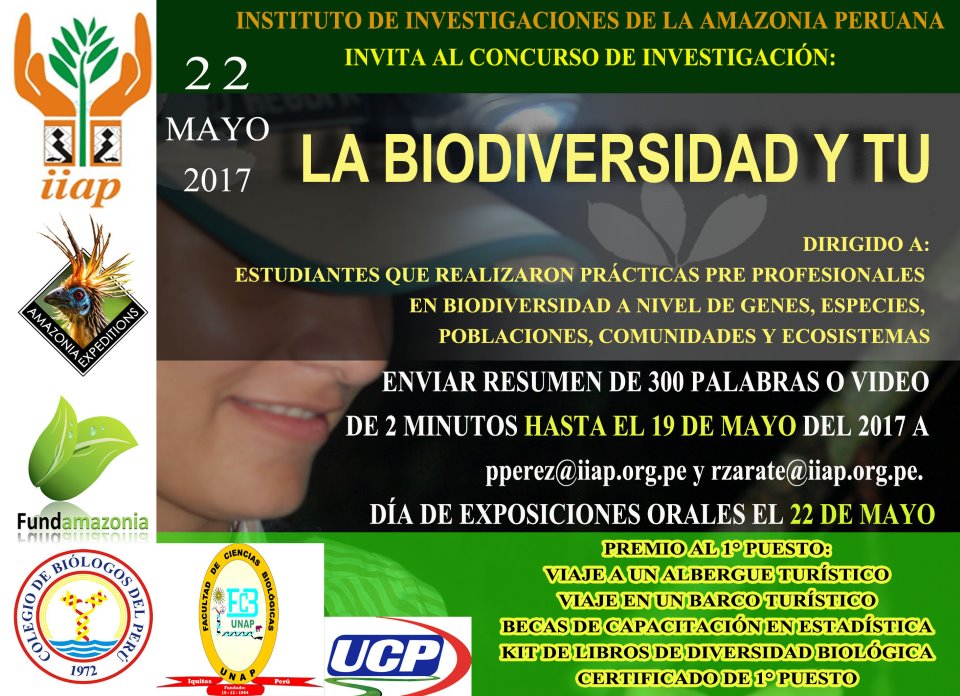 INSTITUTO DE INVESTIGACIONES DE LA AMAZONIA PERUANA
INVITA AL CONCURSO DE INVESTIGACIÓN:
22
MAYO
2017
iiap
LA BIODIVERSIDAD Y TU
DIRIGIDO A:
ESTUDIANTES QUE REALIZARON PRÁCTICAS PRE PROFESIONALES
EN BIODIVERSIDAD A NIVEL DE GENES, ESPECIES,
POBLACIONES, COMUNIDADES Y ECOSISTEMAS
AMAZONIA EXPEDITIONS
ENVIAR RESUMEN DE 300 PALABRAS O VIDEO
DE 2 MINUTOS HASTA EL 19 DE MAYO DEL 2017 A
pperez@iiap.org.pe y rzarate@iiap.org.pe.
DÍA DE EXPOSICIONES ORALES EL 22 DE MAYO
Fundamazonia
COLEGIO DE BIÓLOGOS DEL PERÚ
1972
FACULTAD DE CIENCIAS BIOLÓGICAS
FCB
UNAP
UNAP
Iquitos Perú
UCP
PREMIO AL 1° PUESTO:
VIAJE A UN ALBERGUE TURÍSTICO
VIAJE EN UN BARCO TURÍSTICO
BECAS DE CAPACITACIÓN EN ESTADÍSTICA
KIT DE LIBROS DE DIVERSIDAD BIOLÓGICA
CERTIFICADO DE 1° PUESTO